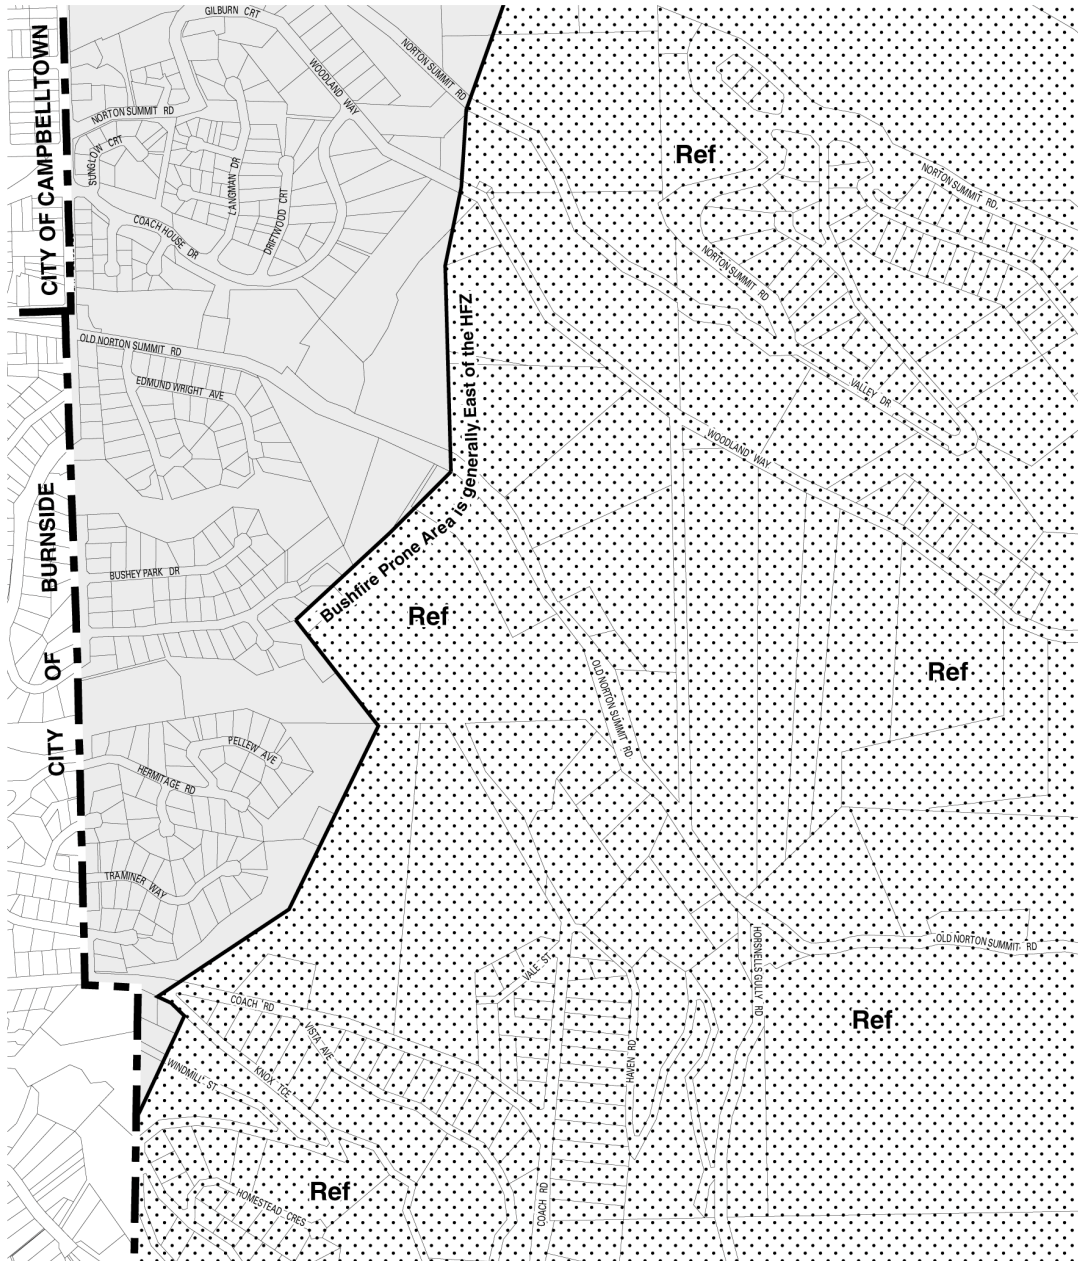 GILBURN CRT
NORTON SUMMIT RD
WOODLAND WAY
NORTON SUMMIT RD
SUNGLOW CRT
LANGMAN DR
DRIFTWOOD CRT
COACH HOUSE DR
CITY OF CAMPBELLTOWN
Ref
NORTON SUMMIT RD
NORTON SUMMIT RD
OLD NORTON SUMMIT RD
EDMUND WRIGHT AVE
VALLEY DR
WOODLAND WAY
Bushfire Prone Area is generally East of the HFZ
CITY OF BURNSIDE
BUSHEY PARK DR
Ref
Ref
OLD NORTON SUMMIT RD
PELLEW AVE
HERMITAGE RD
TRAMINER WAY
OLD NORTON SUMMIT RD
HORSNELLS GULLY RD
VALE ST
COACH RD
VISTA AVE
Ref
HAVEN RD
WINDMILL ST
KNOX TCE
Ref
HOMESTEAD CRES
COACH RD